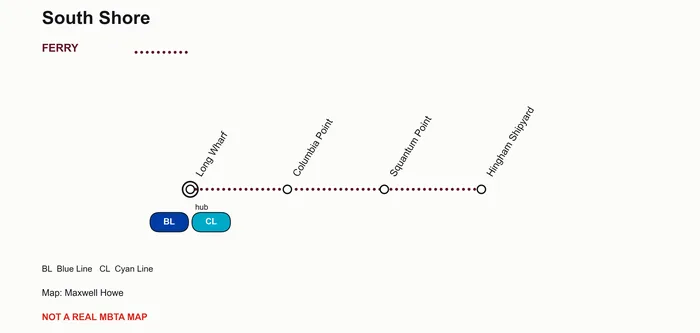 South Shore
FERRY
Long Wharf
Columbia Point
Squantum Point
Hingham Shipyard
hub
BL CL
BL Blue Line CL Cyan Line
Map: Maxwell Howe
NOT A REAL MBTA MAP